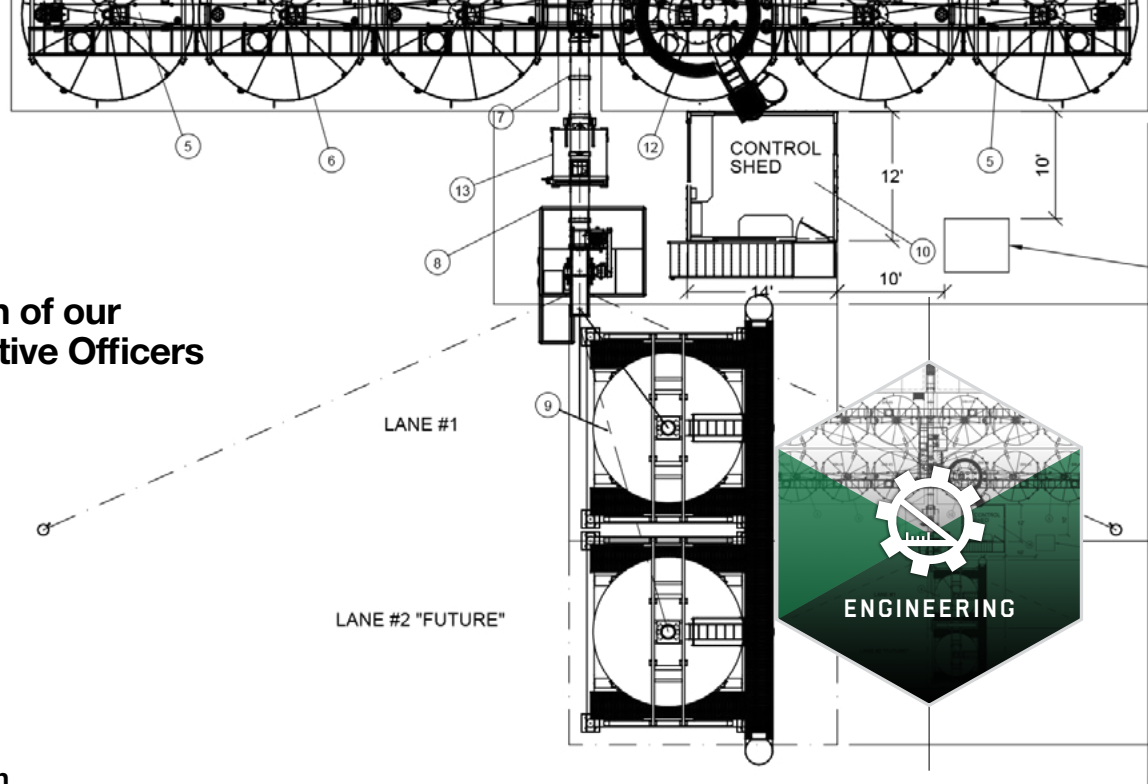 7
5
6
12
CONTROL
SHED
5
10'
12'
13
8
10
10'
14'
n of our
tive Officers
9
LANE #1
LANE #2 "FUTURE"
ENGINEERING